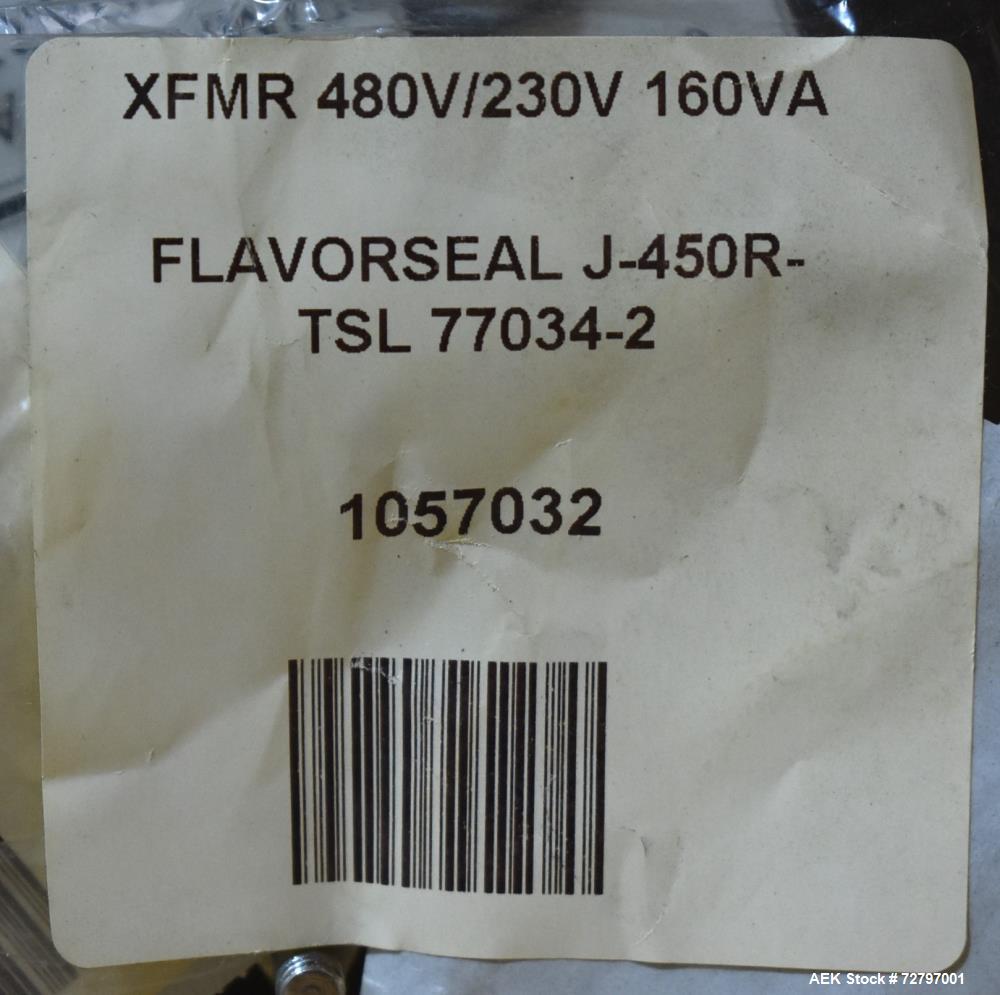 XFMR 480V/230V 160VA
FLAVORSEAL J-450R-
TSL 77034-2
1057032
AEK Stock # 72797001